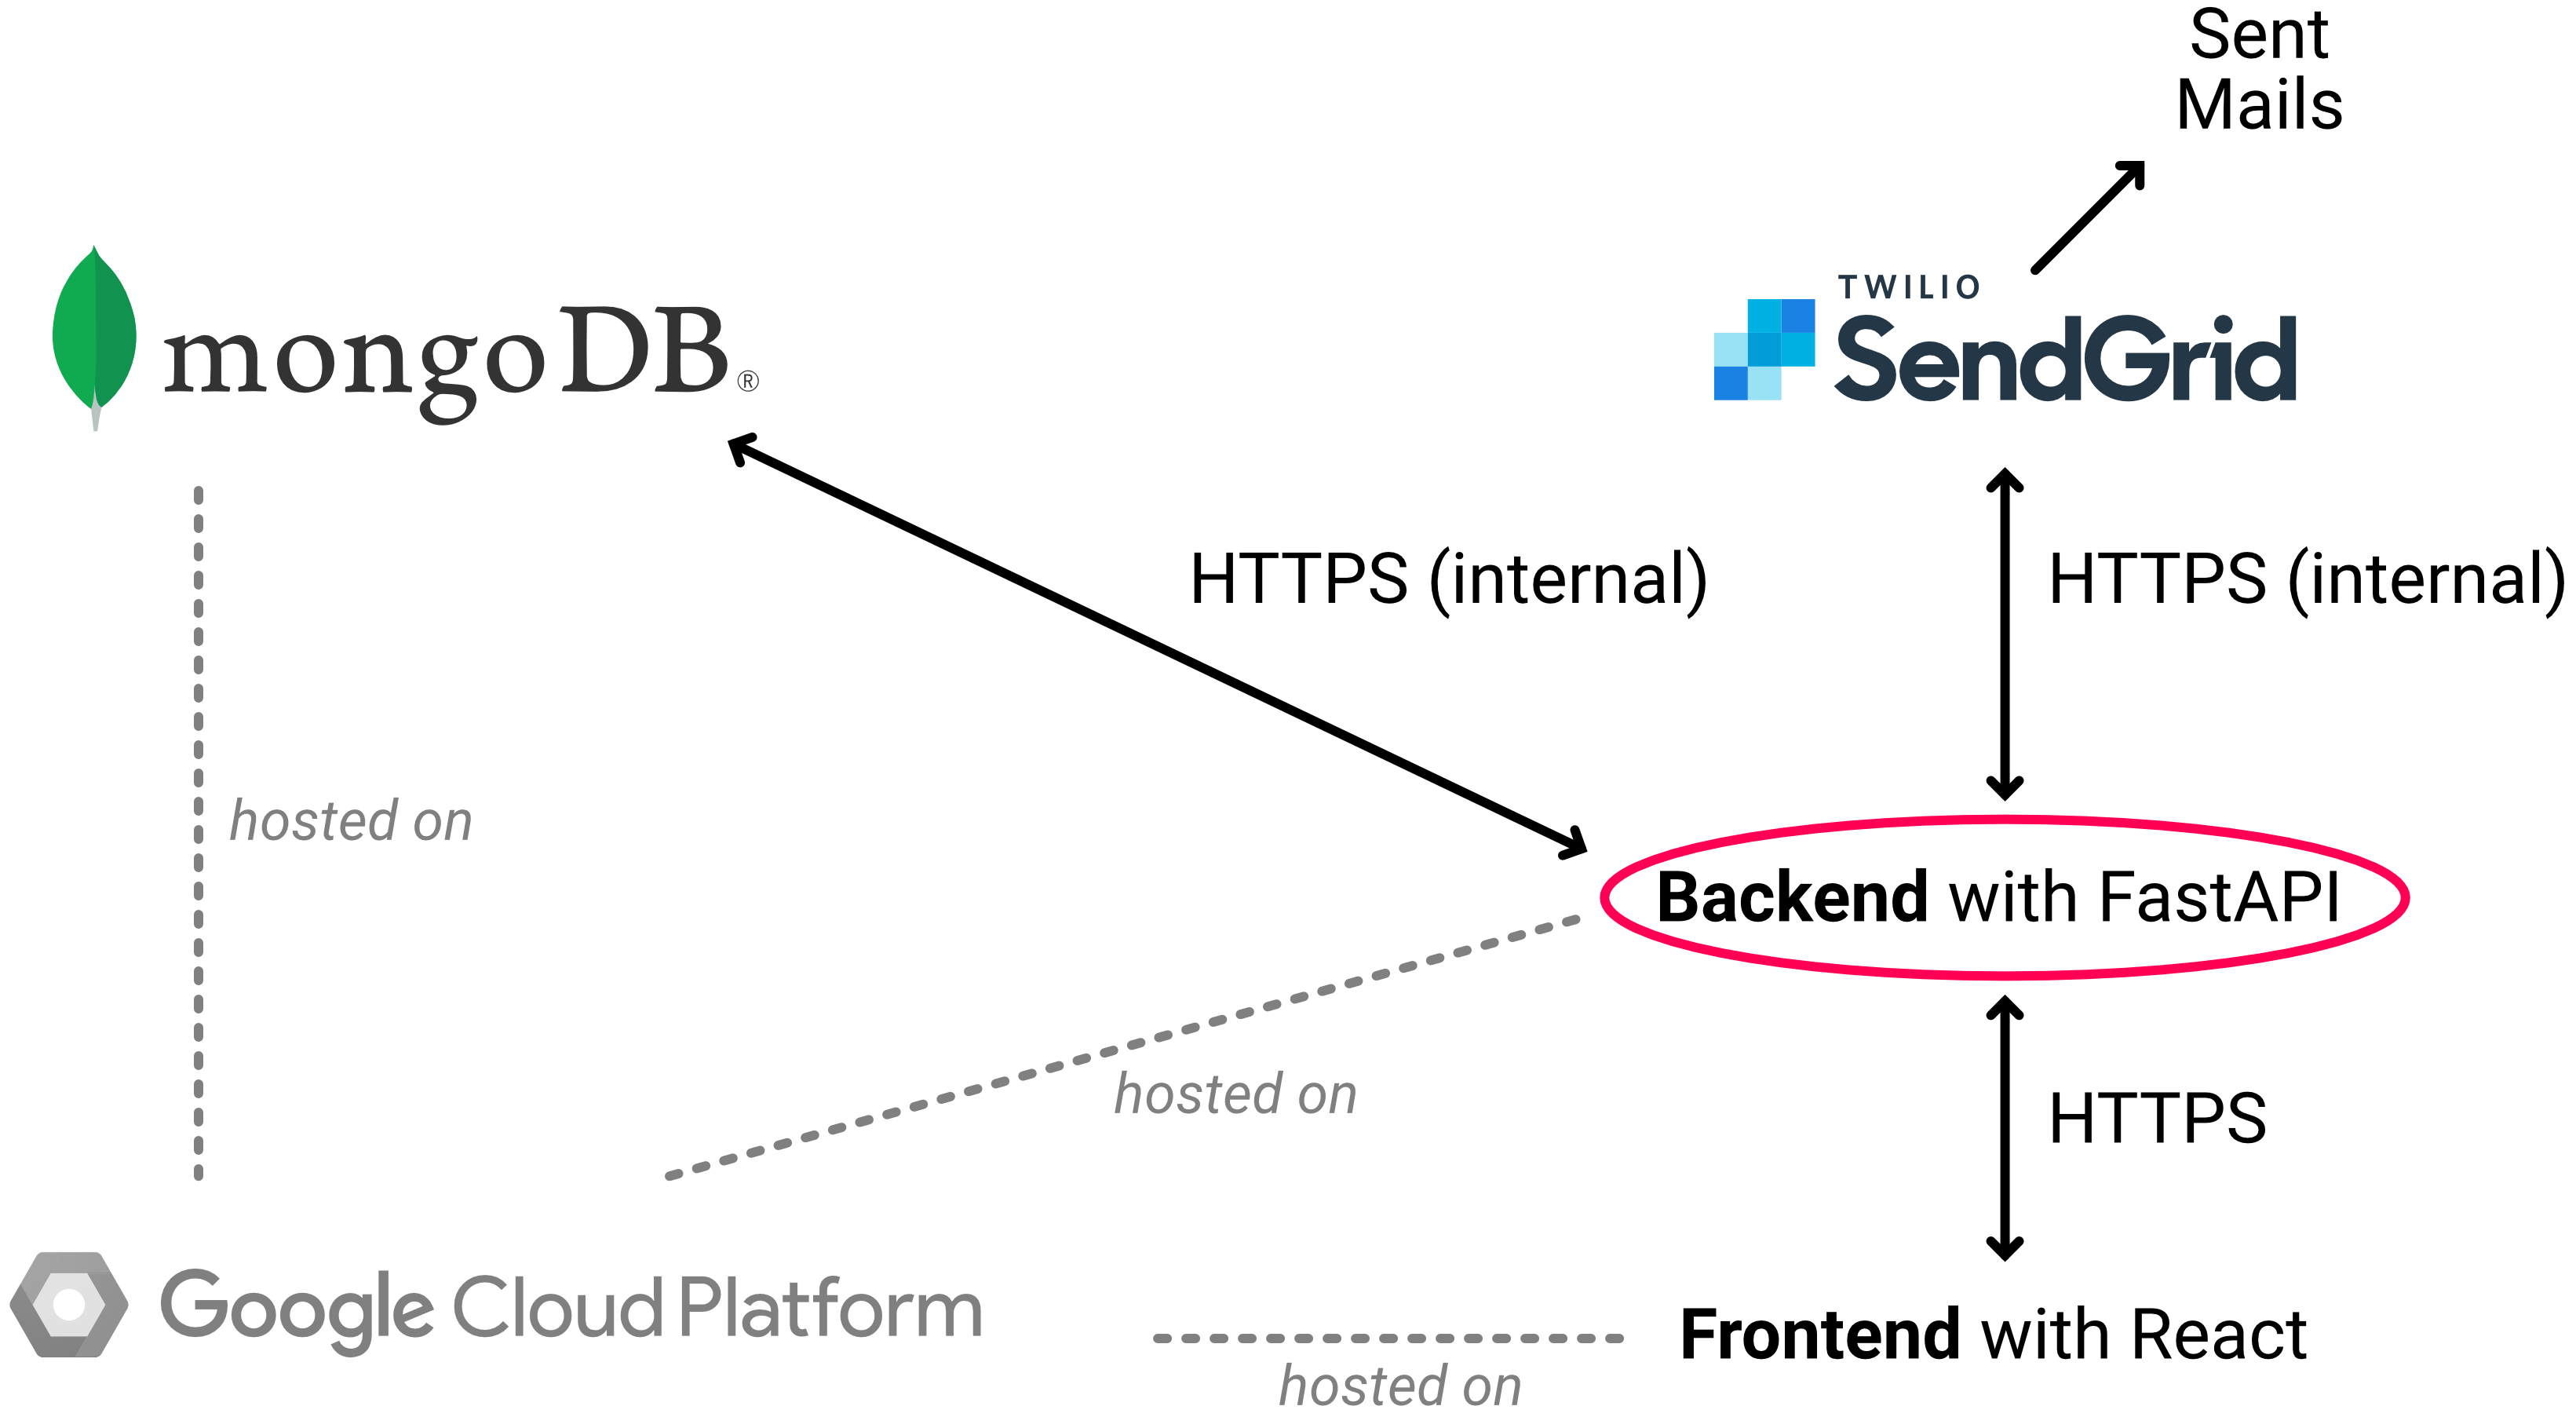 Sent
Mails
TWILIO
SendGrid
mongoDB®
HTTPS (internal)
HTTPS (internal)
hosted on
Backend with FastAPI
hosted on
HTTPS
Google Cloud Platform
Frontend with React
hosted on